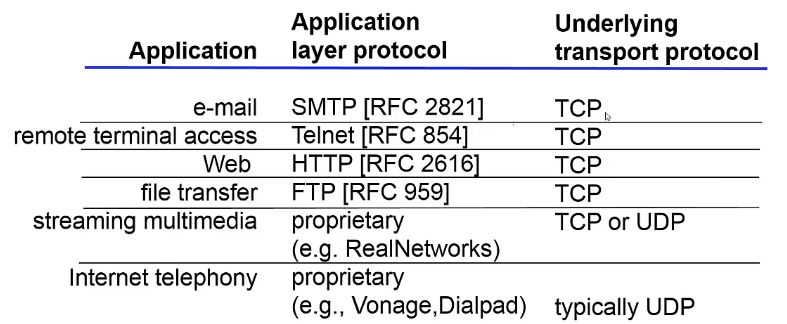 Application Application layer protocol Underlying transport protocol
e-mail SMTP [RFC 2821] TCP
remote terminal access Telnet [RFC 854] TCP
Web HTTP [RFC 2616] TCP
file transfer FTP [RFC 959] TCP
streaming multimedia proprietary TCP or UDP
(e.g. RealNetworks)
Internet telephony proprietary
(e.g., Vonage,Dialpad) typically UDP